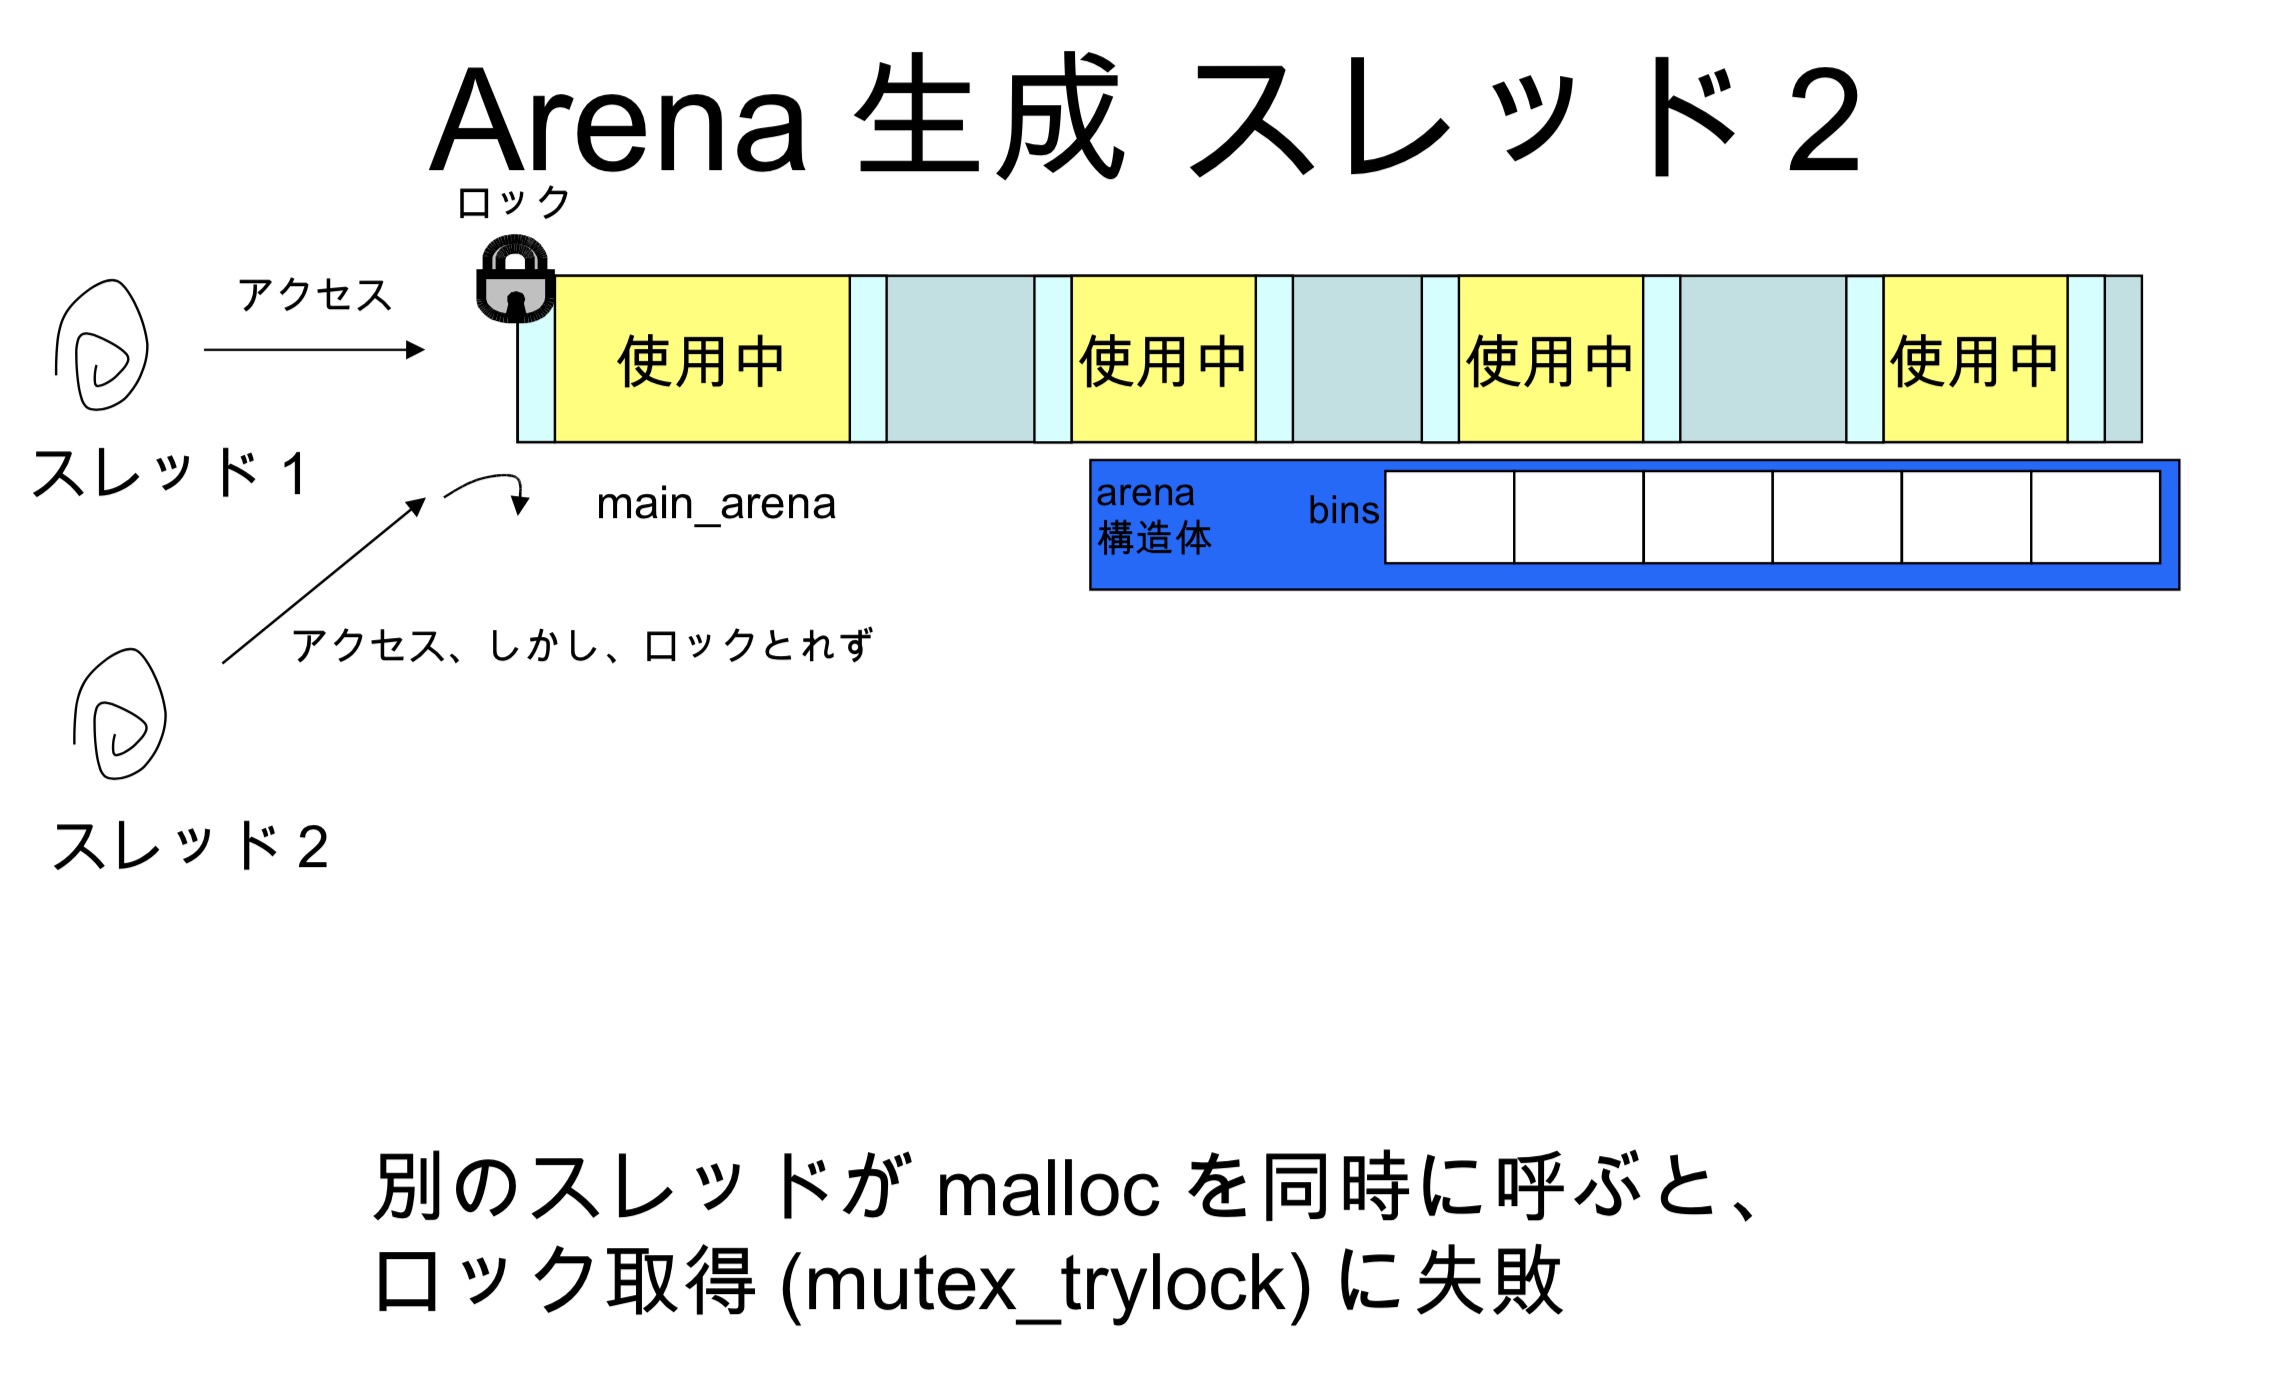 Arena 生成 スレッド 2
ロック
アクセス
使用中
使用中
使用中
使用中
スレッド 1
main_arena
arena
構造体
bins
アクセス、しかし、ロックとれず
スレッド 2
別のスレッドが malloc を同時に呼ぶと、
ロック取得 (mutex_trylock) に失敗